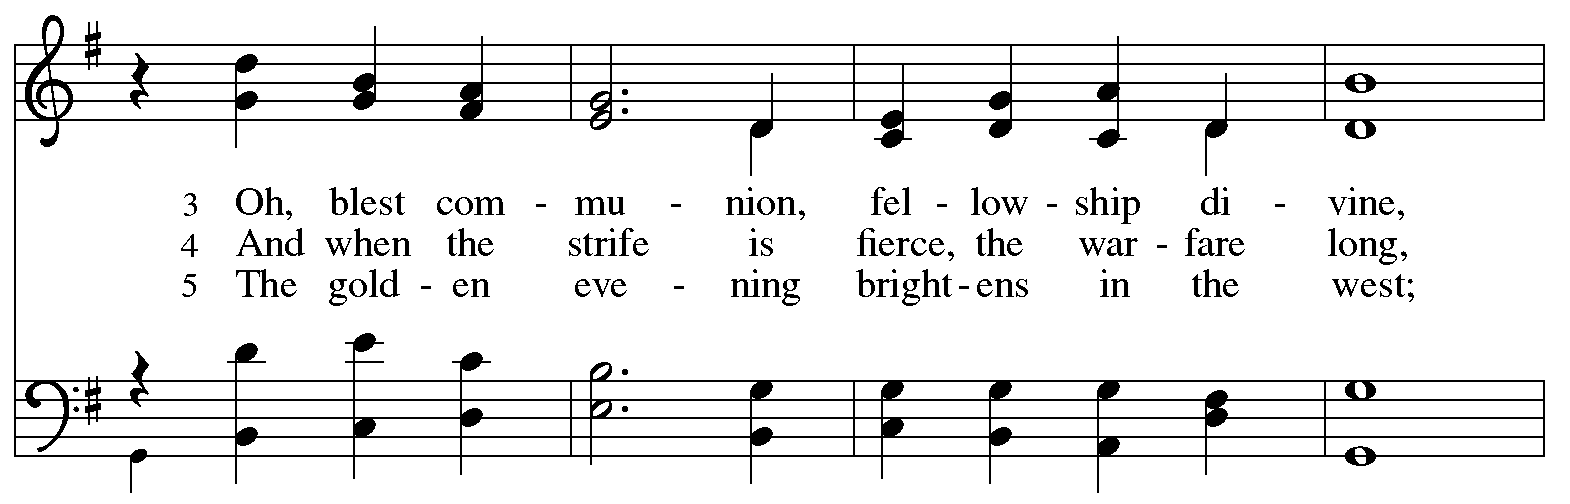 3 Oh, blest com - mu - nion, fel - low - ship di - vine,
4 And when the strife is fierce, the war - fare long,
5 The gold - en eve - ning bright - ens in the west;